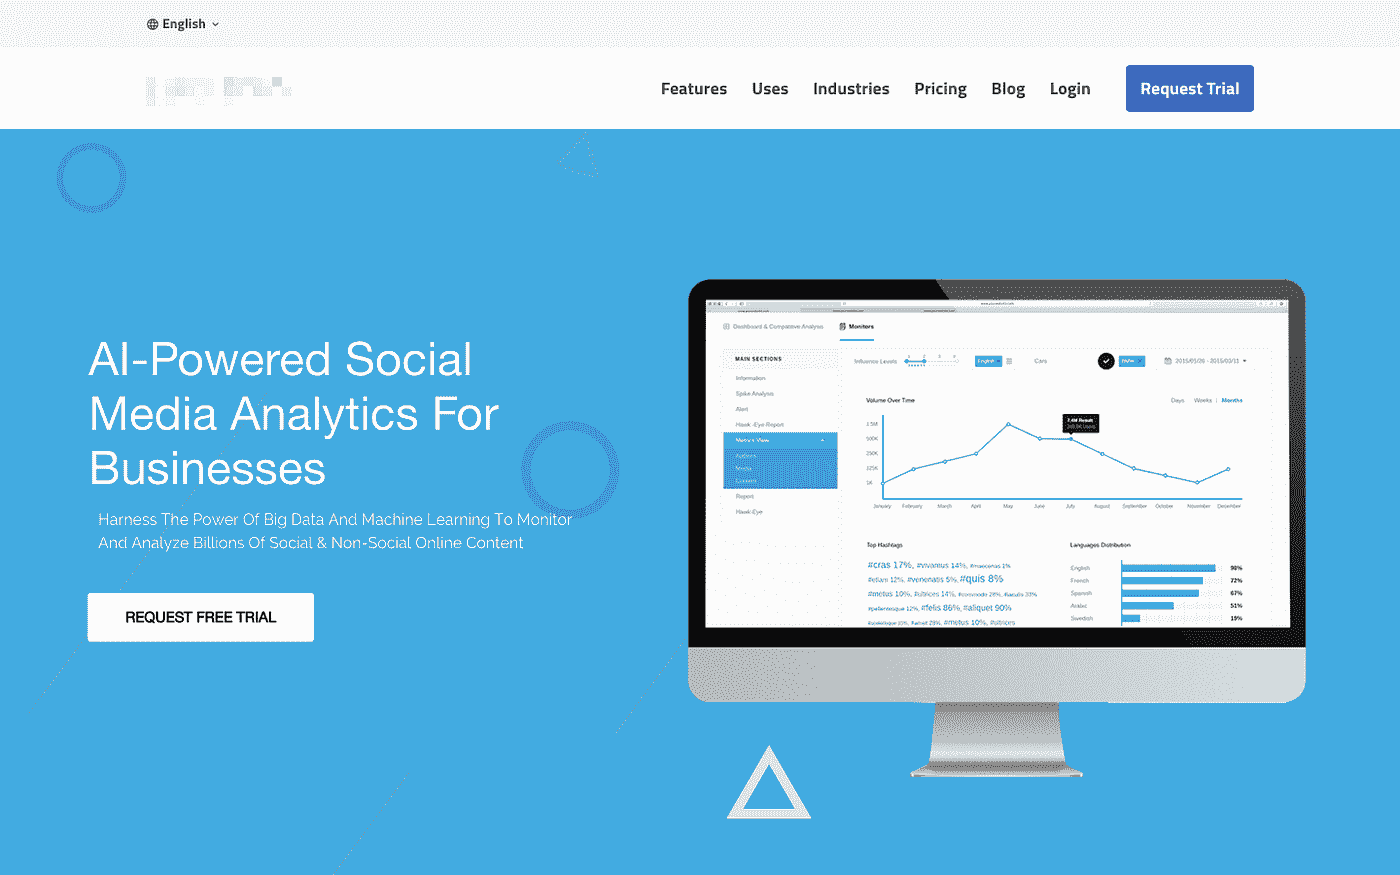 English
Features Uses Industries Pricing Blog Login Request Trial
AI-Powered Social
Media Analytics For
Businesses
Harness The Power Of Big Data And Machine Learning To Monitor
And Analyze Billions Of Social & Non-Social Online Content
REQUEST FREE TRIAL
Dashboard & Comparative Analysis Monitors
MAIN SECTIONS
Information
Spike Analysis
Alert
Hawk-Eye Report
Metrics View
Authors
Media
Content
Report
Hawk-Eye
Influence Levels English Cars 2015/05/26 - 2015/03/11
Volume Over Time Days Weeks Months
500K
250K
125K
January February March April May June July August September October November December
Top Hashtags
#cras 17%, #vivamus 14%, #maecenas 1%
#etiam 12%, #venenatis 5%, #quis 8%
#metus 10%, #ultrices 14%, #commodo 28%, #iaculis 33%
#pellentesque 12%, #felis 86%, #aliquet 90%
#scelerisque #amet 28%, #metus 10%, #ultrices
Languages Distribution
English 98%
French 72%
Spanish 67%
Arabic 51%
Swedish 15%